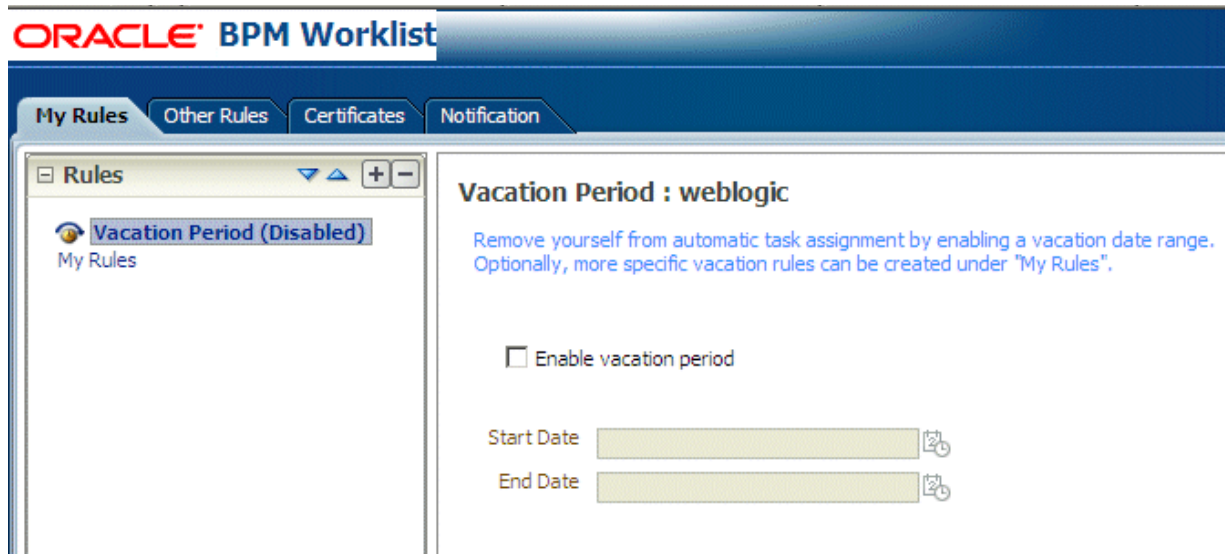 ORACLE BPM Worklist
My Rules Other Rules Certificates Notification
Rules
Vacation Period (Disabled)
My Rules
Vacation Period : weblogic
Remove yourself from automatic task assignment by enabling a vacation date range.
Optionally, more specific vacation rules can be created under "My Rules".
Enable vacation period
Start Date
End Date